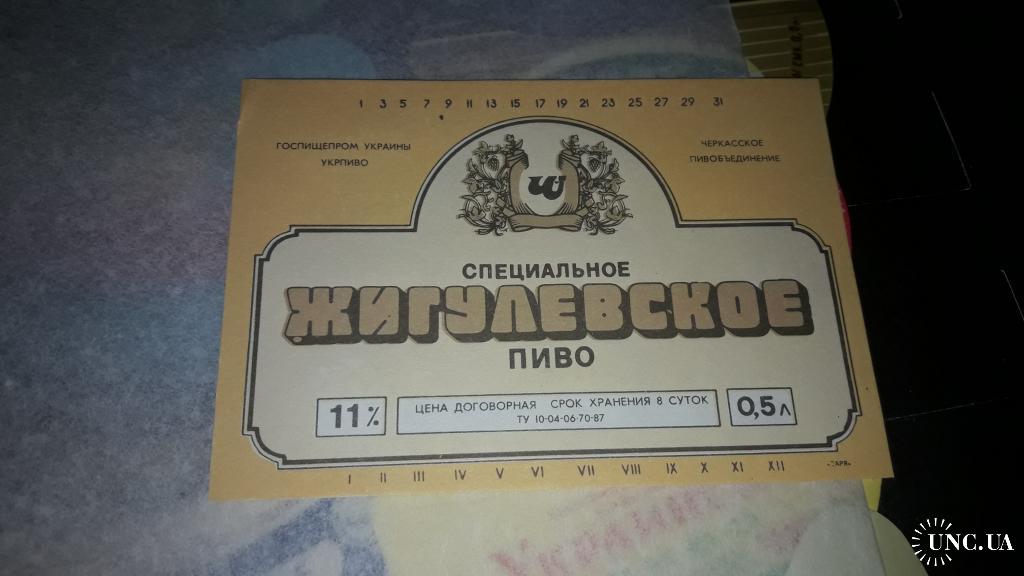 1 3 5 7 9 11 13 15 17 19 21 23 25 27 29 31
ГОСПИЩЕПРОМ УКРАИНЫ
УКРПИВО
ЧЕРКАССКОЕ
ПИВОБЪЕДИНЕНИЕ
СПЕЦИАЛЬНОЕ
ЖИГУЛЕВСКОЕ
ПИВО
11%
ЦЕНА ДОГОВОРНАЯ СРОК ХРАНЕНИЯ 8 СУТОК
ТУ 10-04-06-70-87
0,5 л
I II III IV V VI VII VIII IX X XI XII
UNC.UA